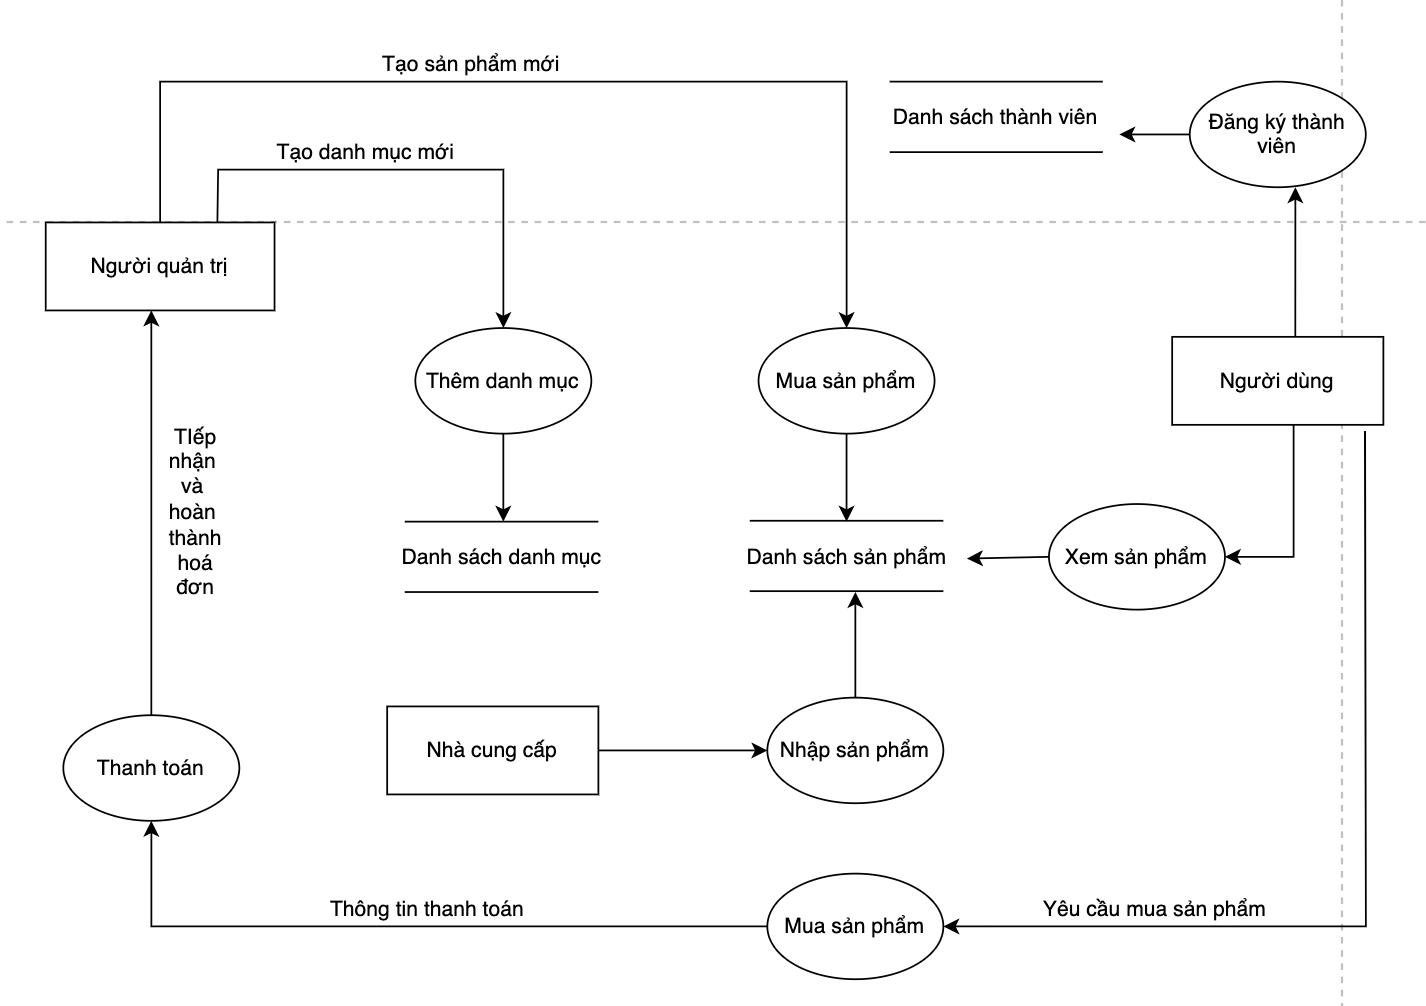 Tạo sản phẩm mới
Danh sách thành viên
Đăng ký thành
viên
Tạo danh mục mới
Người quản trị
Thêm danh mục
Mua sản phẩm
Người dùng
TIếp
nhận
và
hoàn
thành
hoá
đơn
Danh sách danh mục
Danh sách sản phẩm
Xem sản phẩm
Nhà cung cấp
Nhập sản phẩm
Thanh toán
Thông tin thanh toán
Mua sản phẩm
Yêu cầu mua sản phẩm